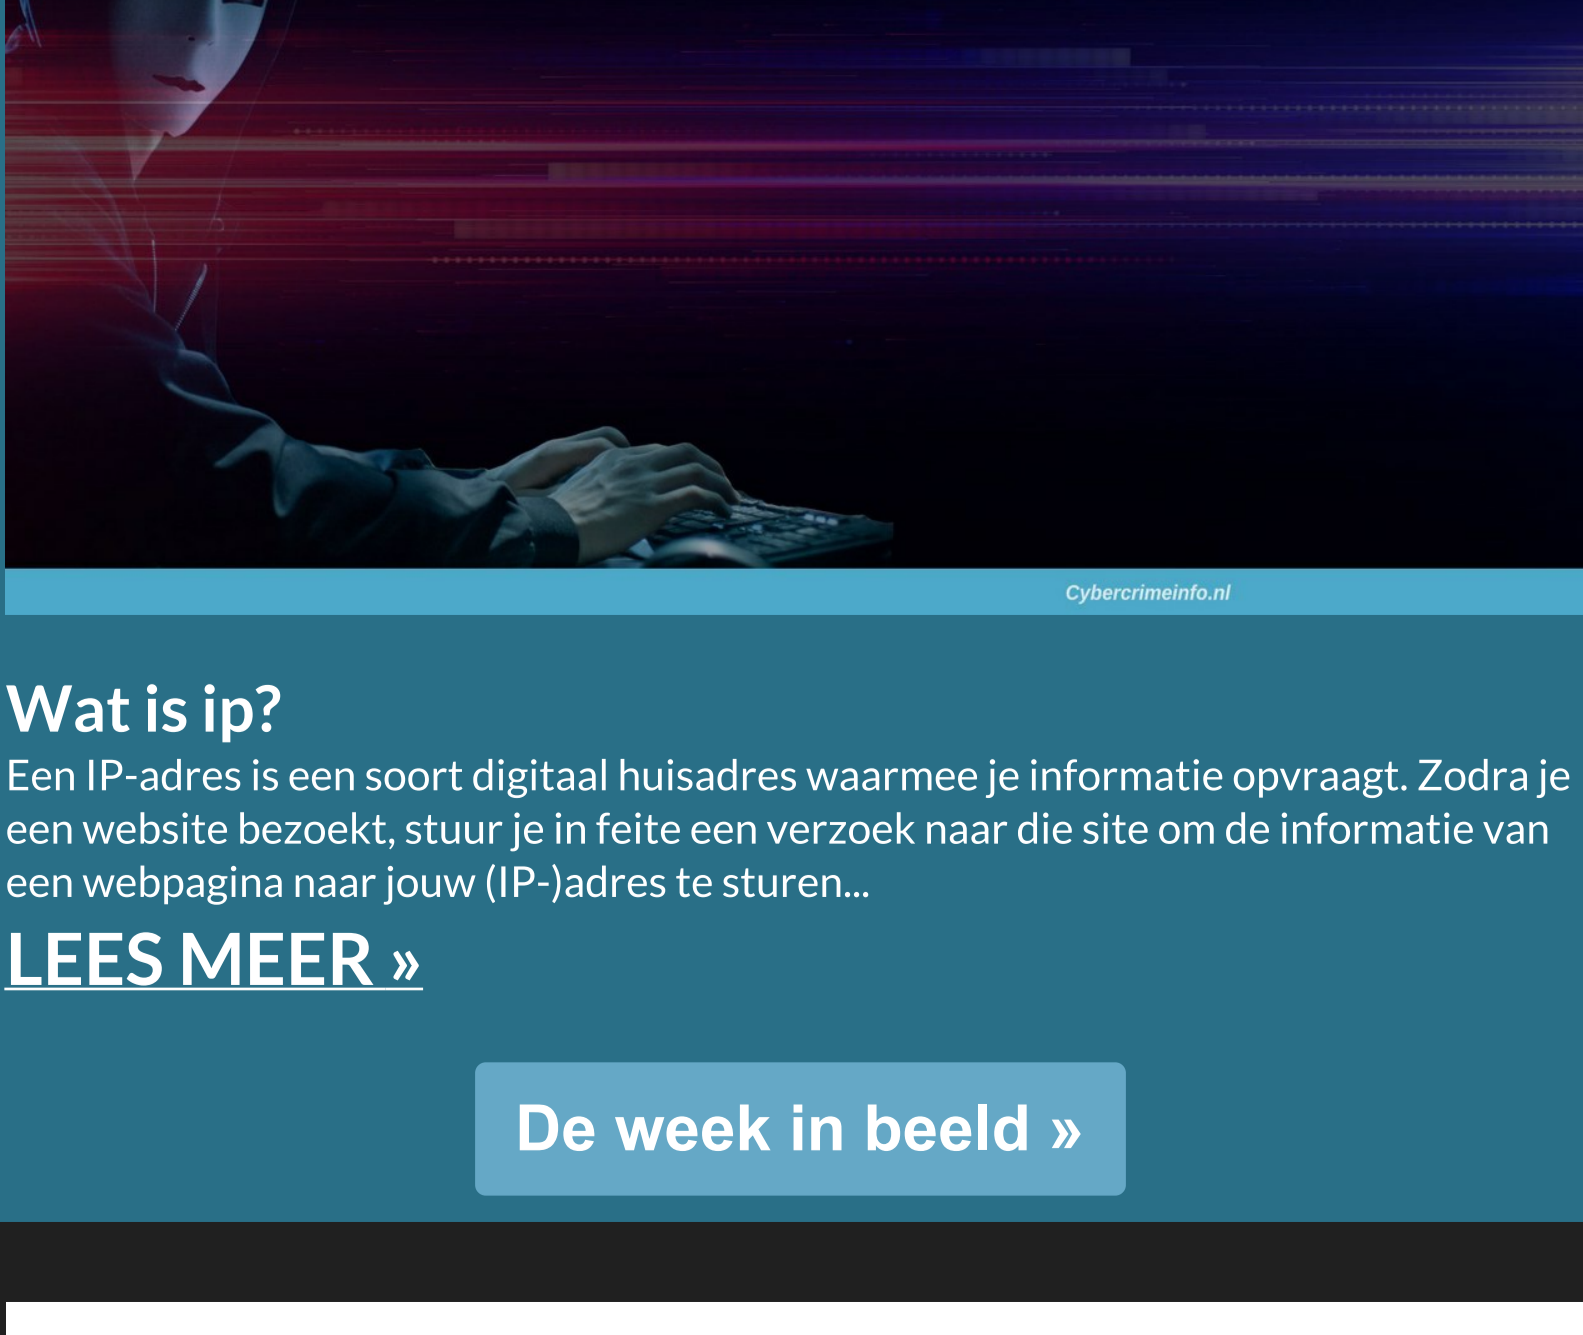 Cybercrimeinfo.nl
Wat is ip?
Een IP-adres is een soort digitaal huisadres waarmee je informatie opvraagt. Zodra je
een website bezoekt, stuur je in feite een verzoek naar die site om de informatie van
een webpagina naar jouw (IP-)adres te sturen...
LEES MEER »
De week in beeld »